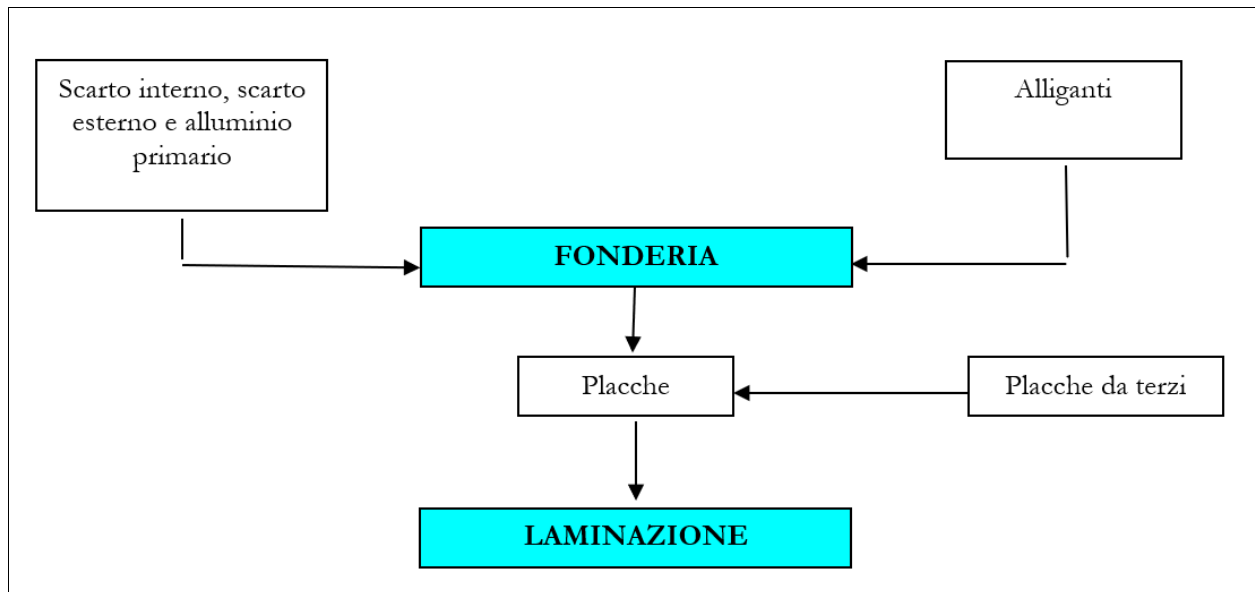 Scarto interno, scarto
esterno e alluminio
primario
Alliganti
FONDERIA
Placche
Placche da terzi
LAMINAZIONE